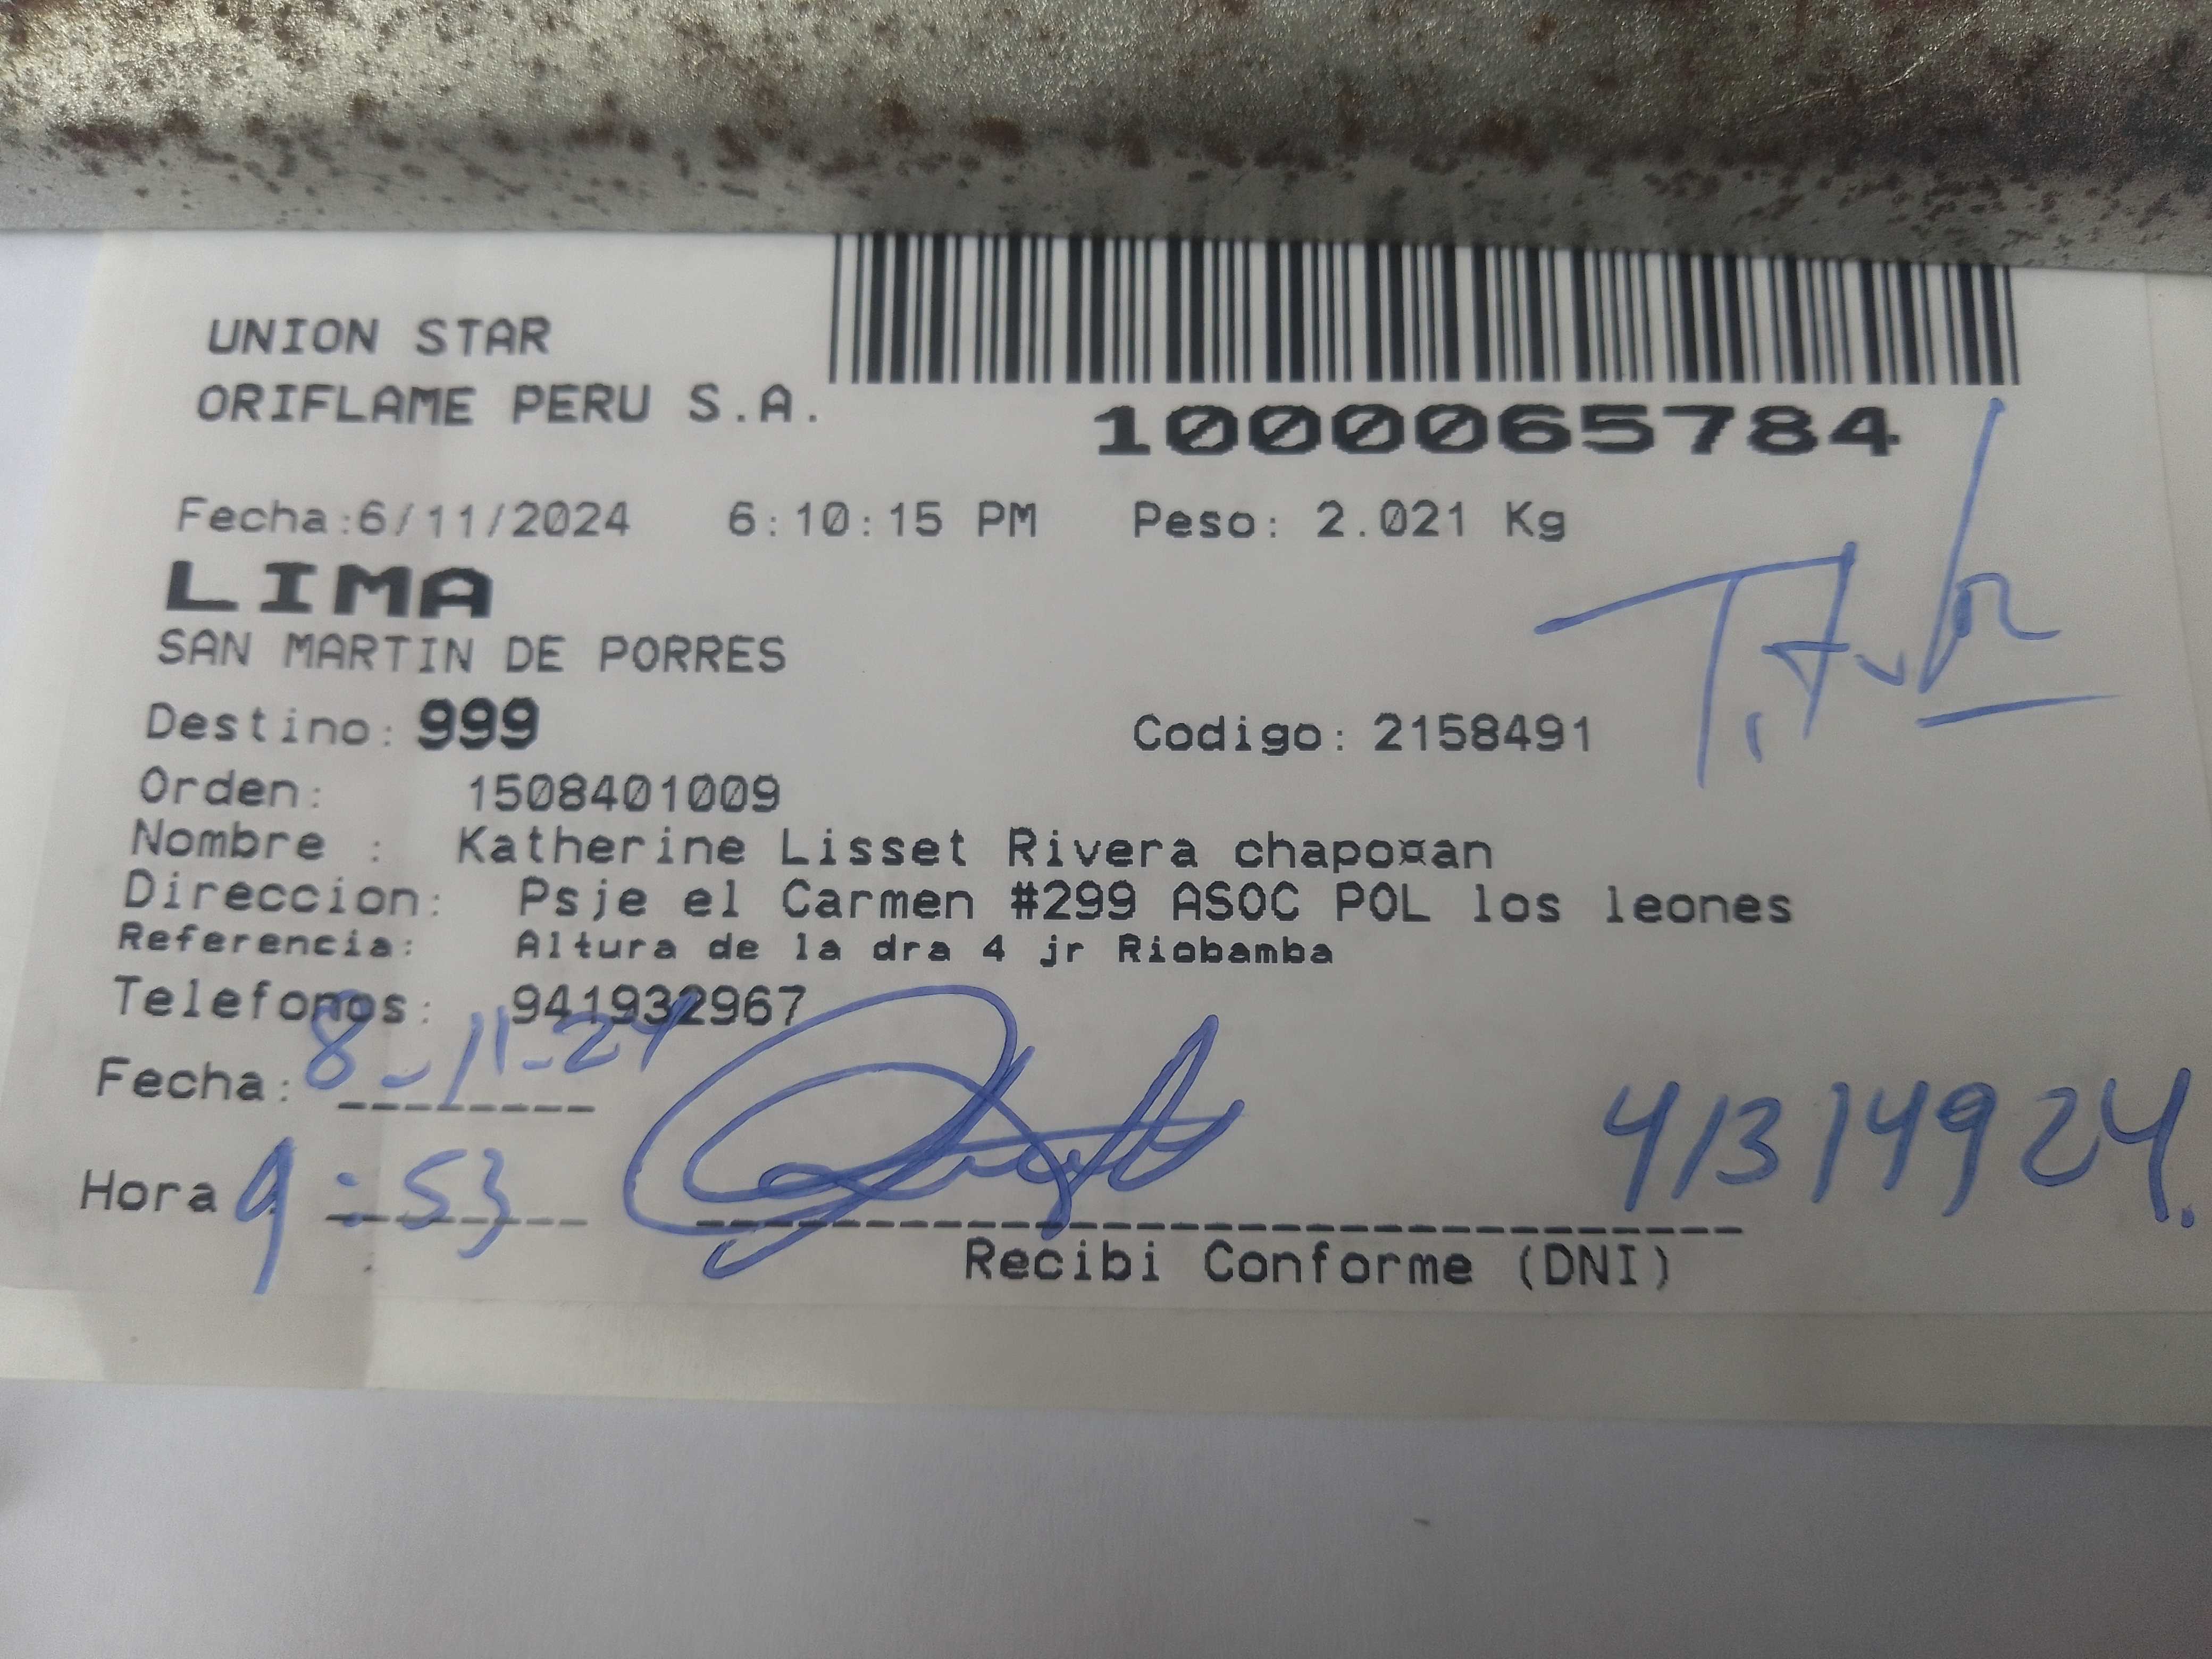 UNION STAR
ORIFLAME PERU S.A.
1000065784
Fecha:6/11/2024 6:10:15 PM Peso: 2.021 Kg
LIMA
SAN MARTIN DE PORRES
Destino: 999 Codigo: 2158491
Orden: 1508401009
Nombre : Katherine Lisset Rivera chapo¤an
Direccion: Psje el Carmen #299 ASOC POL los leones
Referencia: Altura de la dra 4 jr Riobamba
Telefonos: 941932967
Fecha: 8-11-24
Hora 9:53 41314924.
Recibi Conforme (DNI)